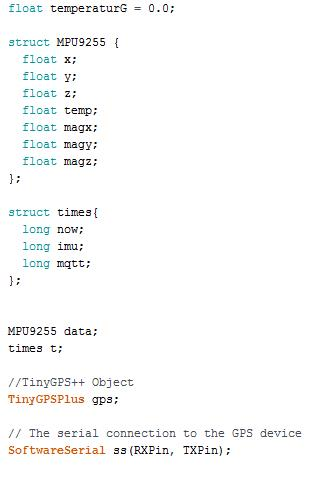 float temperaturG = 0.0;
struct MPU9255 {
float x;
float y;
float z;
float temp;
float magx;
float magy;
float magz;
};
struct times{
long now;
long imu;
long mqtt;
};
MPU9255 data;
times t;
//TinyGPS++ Object
TinyGPSPlus gps;
// The serial connection to the GPS device
SoftwareSerial ss(RXPin, TXPin);